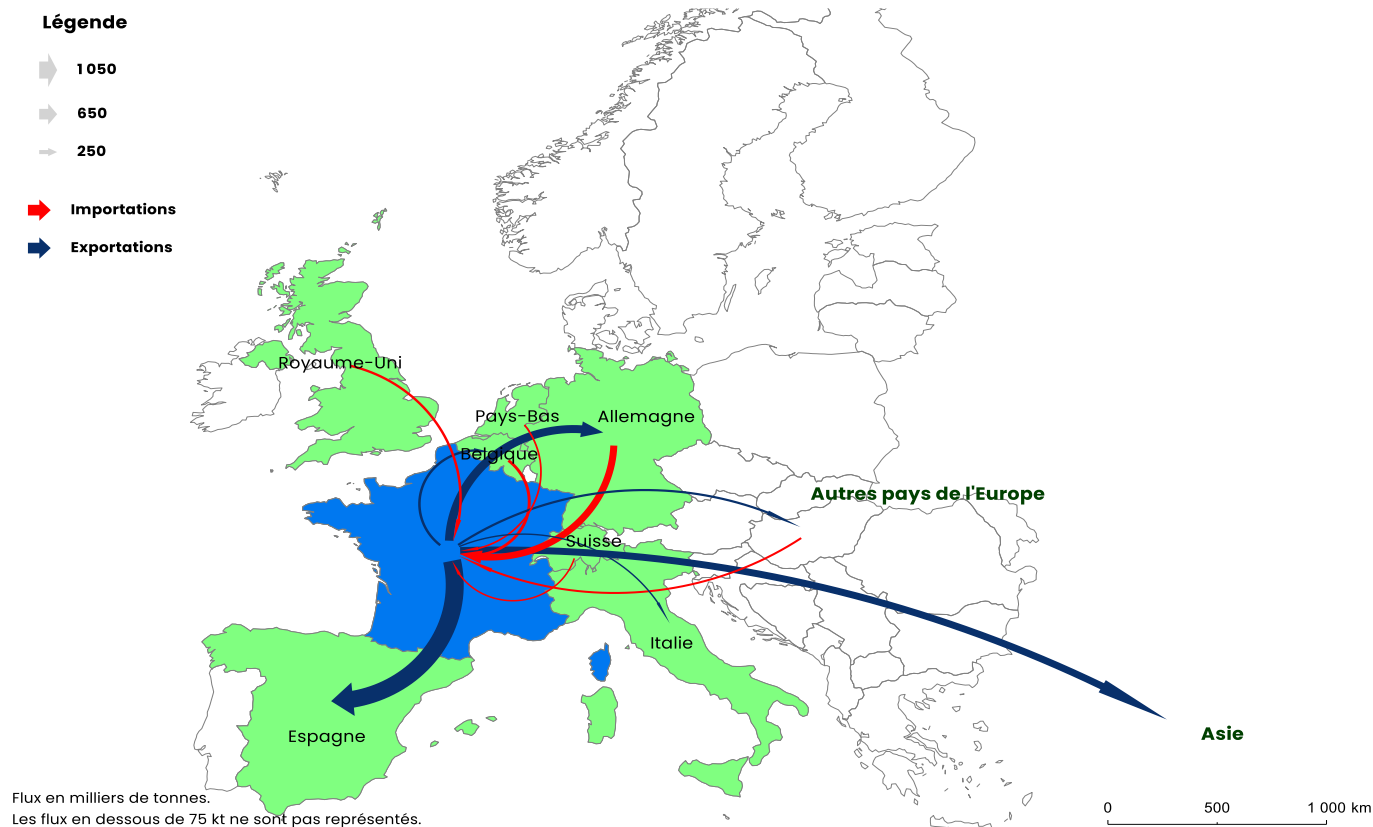 Légende
1 050
650
250
Importations
Exportations
Royaume-Uni
Pays-Bas
Allemagne
Belgique
Autres pays de l'Europe
Suisse
Italie
Espagne
Asie
Flux en milliers de tonnes.
Les flux en dessous de 75 kt ne sont pas représentés.
0 500 1 000 km